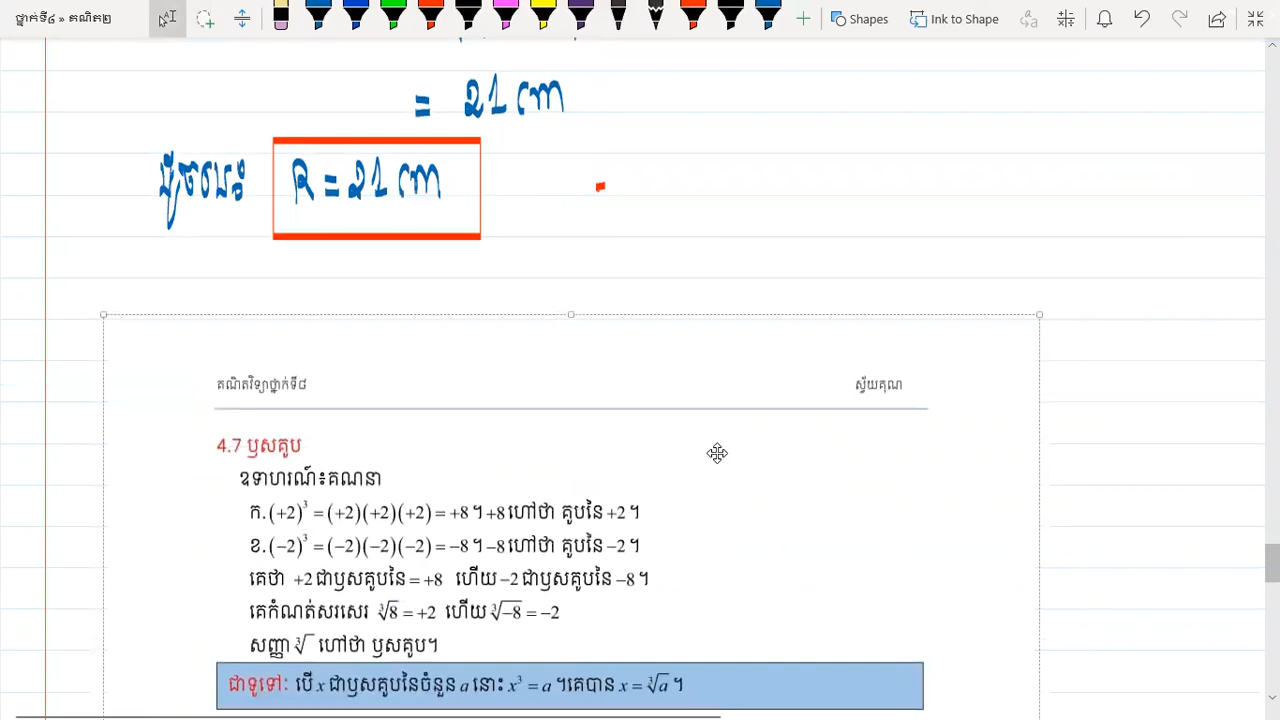 ថ្នាក់ទី៨ » គណិត២
Shapes
Ink to Shape
= 21 cm
ដូចនេះ R = 21 cm
គណិតវិទ្យាថ្នាក់ទី៨ ស្វ័យគុណ
4.7 ឫសគូប
ឧទាហរណ៍៖គណនា
ក.(+2)³ = (+2)(+2)(+2) = +8 ។ +8 ហៅថា គូបនៃ +2 ។
ខ.(−2)³ = (−2)(−2)(−2) = −8 ។ −8 ហៅថា គូបនៃ −2 ។
គេថា +2 ជាឫសគូបនៃ = +8 ហើយ −2 ជាឫសគូបនៃ −8 ។
គេកំណត់សរសេរ ∛8 = +2 ហើយ ∛−8 = −2
សញ្ញា ∛ ហៅថា ឫសគូប។
ជាទូទៅ: បើ x ជាឫសគូបនៃចំនួន a នោះ x³ = a ។គេបាន x = ∛a ។